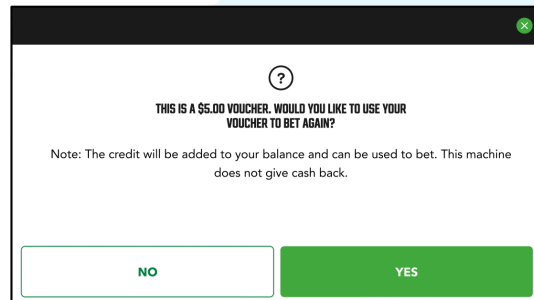 ?
THIS IS A $5.00 VOUCHER. WOULD YOU LIKE TO USE YOUR
VOUCHER TO BET AGAIN?
Note: The credit will be added to your balance and can be used to bet. This machine
does not give cash back.
NO
YES